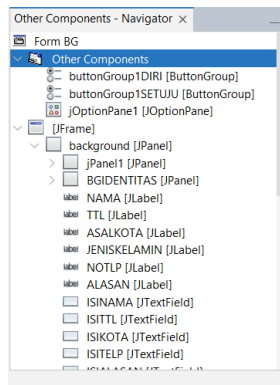 Other Components - Navigator ×
Form BG
Other Components
buttonGroup1DIRI [ButtonGroup]
buttonGroup1SETUJU [ButtonGroup]
jOptionPane1 [JOptionPane]
[JFrame]
background [JPanel]
jPanel1 [JPanel]
BGIDENTITAS [JPanel]
label NAMA [JLabel]
label TTL [JLabel]
label ASALKOTA [JLabel]
label JENISKELAMIN [JLabel]
label NOTLP [JLabel]
label ALASAN [JLabel]
ISINAMA [JTextField]
ISITTL [JTextField]
ISIKOTA [JTextField]
ISITELP [JTextField]
ISIALASAN [JTextField]